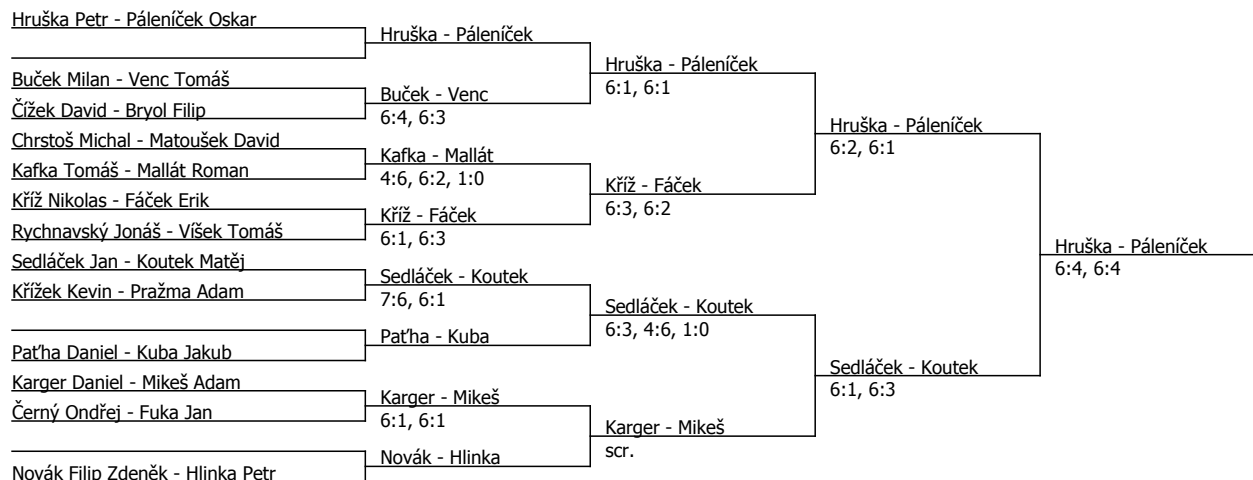 Hruška Petr - Páleníček Oskar
Hruška - Páleníček
Hruška - Páleníček
6:1, 6:1
Buček Milan - Venc Tomáš
Buček - Venc
6:4, 6:3
Čížek David - Bryol Filip
Hruška - Páleníček
6:2, 6:1
Chrstoš Michal - Matoušek David
Kafka - Mallát
4:6, 6:2, 1:0
Kafka Tomáš - Mallát Roman
Kříž - Fáček
6:3, 6:2
Kříž Nikolas - Fáček Erik
Kříž - Fáček
6:1, 6:3
Rychnavský Jonáš - Víšek Tomáš
Hruška - Páleníček
6:4, 6:4
Sedláček Jan - Koutek Matěj
Sedláček - Koutek
7:6, 6:1
Křížek Kevin - Pražma Adam
Sedláček - Koutek
6:3, 4:6, 1:0
Paťha - Kuba
Paťha Daniel - Kuba Jakub
Sedláček - Koutek
6:1, 6:3
Karger Daniel - Mikeš Adam
Karger - Mikeš
6:1, 6:1
Černý Ondřej - Fuka Jan
Karger - Mikeš
scr.
Novák - Hlinka
Novák Filip Zdeněk - Hlinka Petr